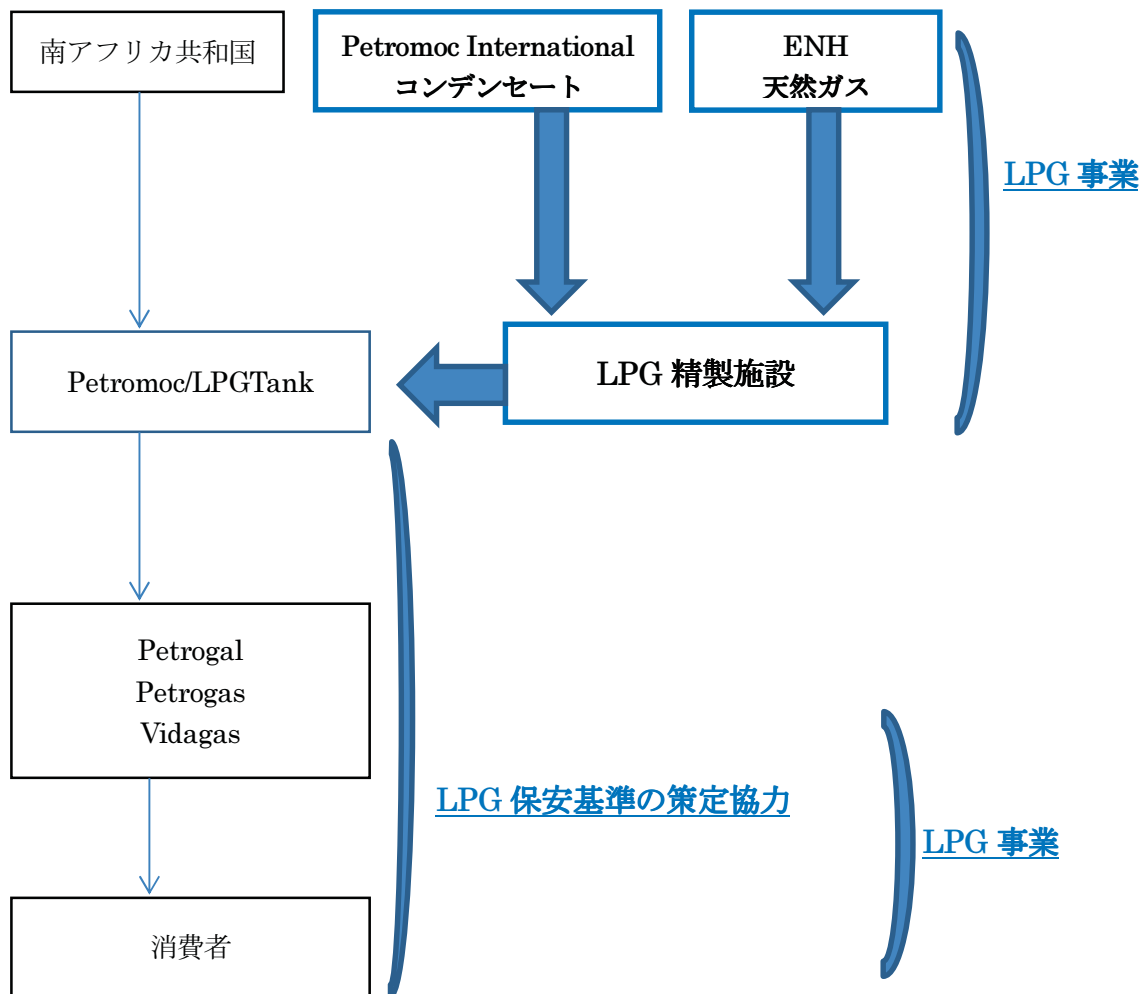 南アフリカ共和国
Petromoc International
コンデンセート
ENH
天然ガス
LPG 事業
Petromoc/LPGTank
LPG 精製施設
Petrogal
Petrogas
Vidagas
LPG 保安基準の策定協力
LPG 事業
消費者